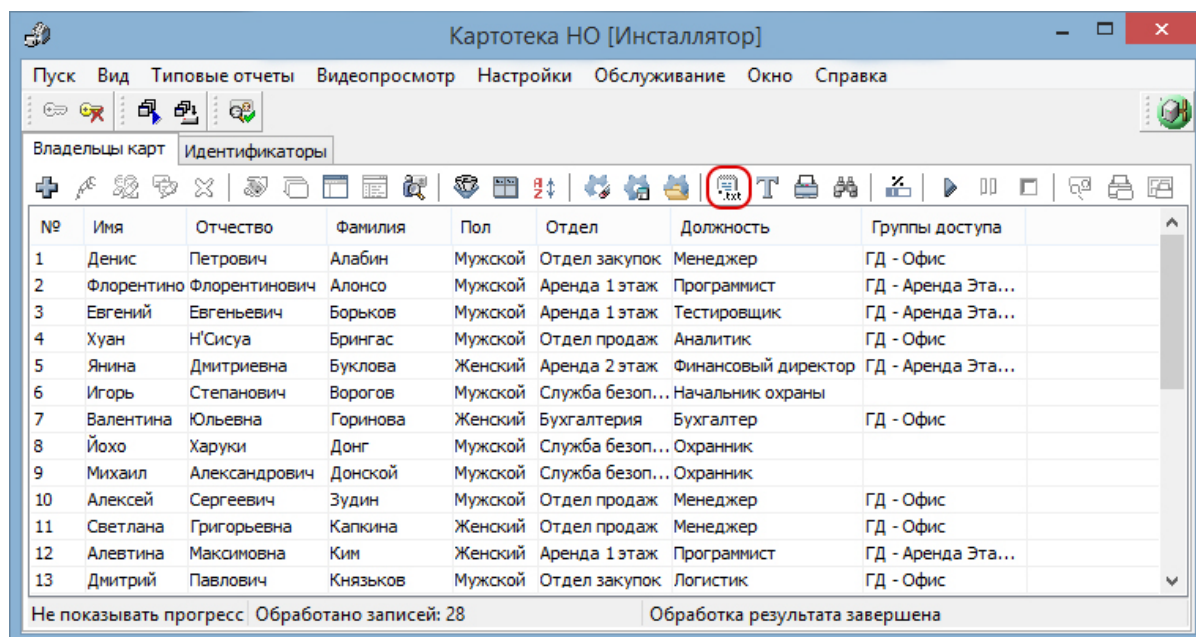 Картотека НО [Инсталлятор]
Пуск Вид Типовые отчеты Видеопросмотр Настройки Обслуживание Окно Справка
Владельцы карт Идентификаторы
.txt
№ Имя Отчество Фамилия Пол Отдел Должность Группы доступа
1 Денис Петрович Алабин Мужской Отдел закупок Менеджер ГД - Офис
2 Флорентино Флорентинович Алонсо Мужской Аренда 1 этаж Программист ГД - Аренда Эта...
3 Евгений Евгеньевич Борьков Мужской Аренда 1 этаж Тестировщик ГД - Аренда Эта...
4 Хуан Н'Сисуа Брингас Мужской Отдел продаж Аналитик ГД - Офис
5 Янина Дмитриевна Буклова Женский Аренда 2 этаж Финансовый директор ГД - Аренда Эта...
6 Игорь Степанович Ворогов Мужской Служба безоп... Начальник охраны
7 Валентина Юльевна Горинова Женский Бухгалтерия Бухгалтер ГД - Офис
8 Йохо Харуки Донг Мужской Служба безоп... Охранник
9 Михаил Александрович Донской Мужской Служба безоп... Охранник
10 Алексей Сергеевич Зудин Мужской Отдел продаж Менеджер ГД - Офис
11 Светлана Григорьевна Капкина Женский Отдел продаж Менеджер ГД - Офис
12 Алевтина Максимовна Ким Женский Аренда 1 этаж Программист ГД - Аренда Эта...
13 Дмитрий Павлович Князьков Мужской Отдел закупок Логистик ГД - Офис
Не показывать прогресс Обработано записей: 28 Обработка результата завершена